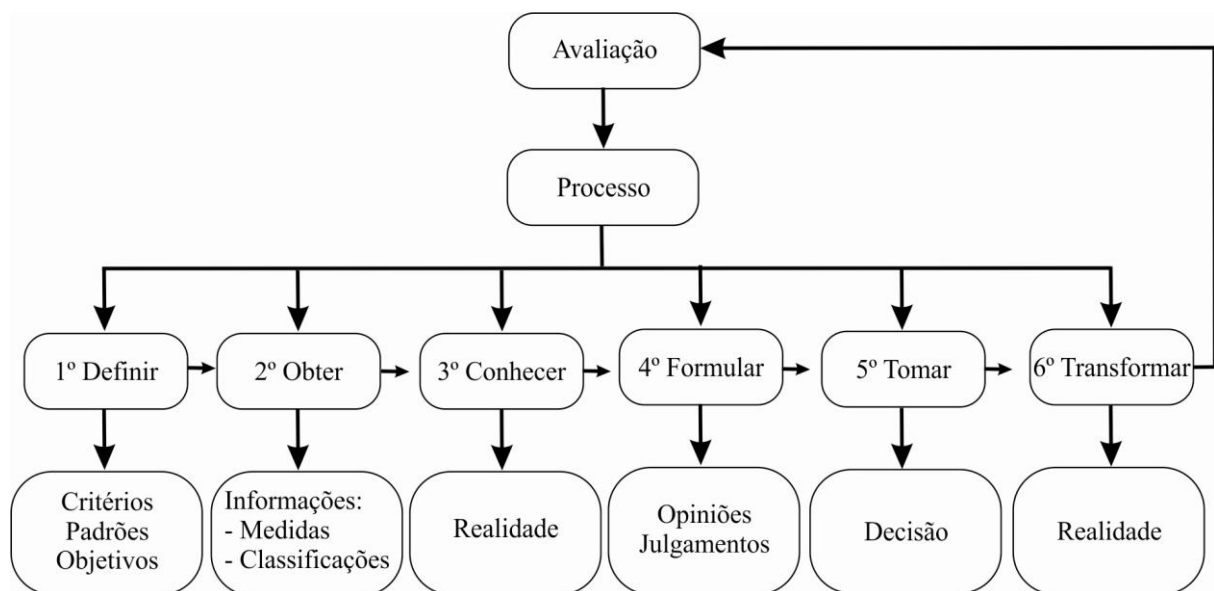 Avaliação
Processo
1º Definir
2º Obter
3º Conhecer
4º Formular
5º Tomar
6º Transformar
Critérios
Padrões
Objetivos
Informações:
- Medidas
- Classificações
Realidade
Opiniões
Julgamentos
Decisão
Realidade